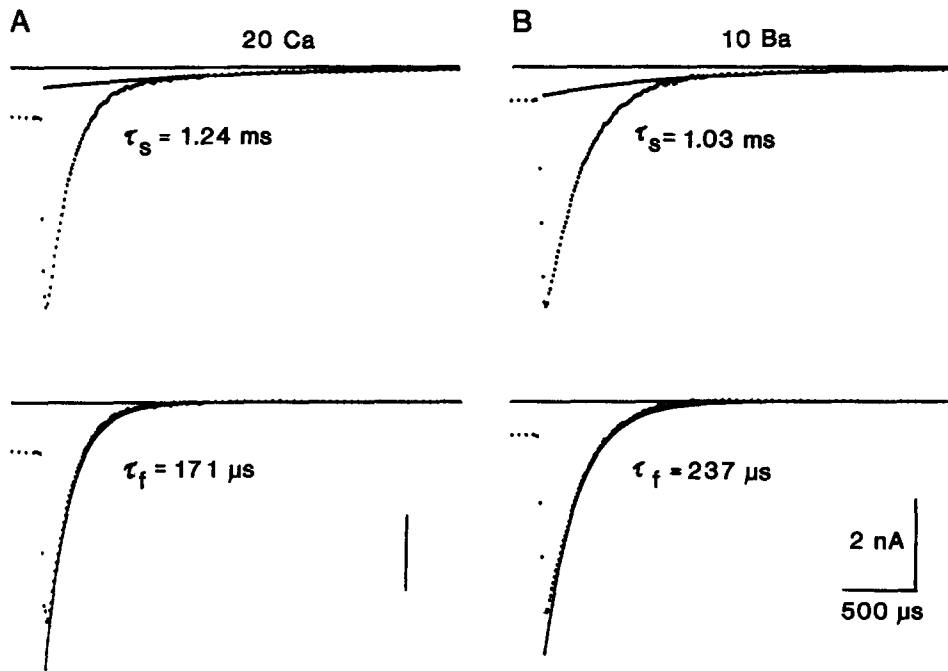 A
20 Ca
B
10 Ba
τs = 1.24 ms
τs= 1.03 ms
τf = 171 µs
τf = 237 µs
2 nA
500 µs